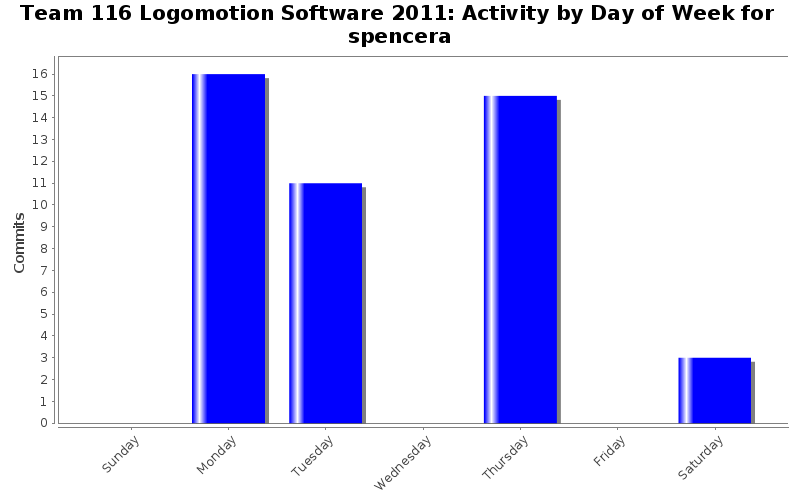 Team 116 Logomotion Software 2011: Activity by Day of Week for
spencera
16
15
14
13
12
11
10
9
8
7
6
5
4
3
2
1
0
Commits
Sunday
Monday
Tuesday
Wednesday
Thursday
Friday
Saturday